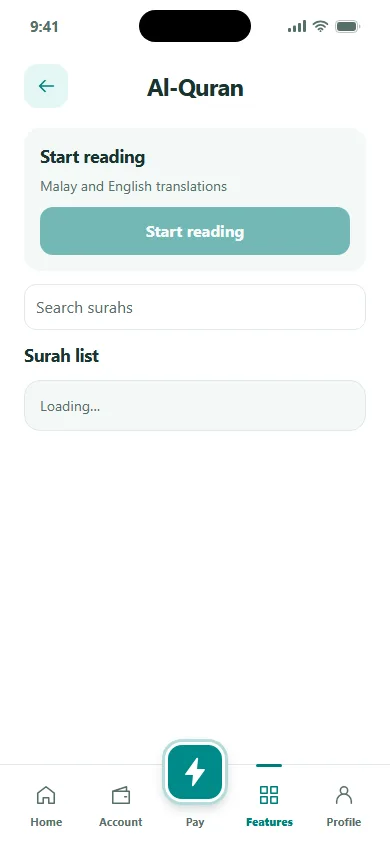 9:41
Al-Quran
Start reading
Malay and English translations
Start reading
Search surahs
Surah list
Loading...
Home
Account
Pay
Features
Profile